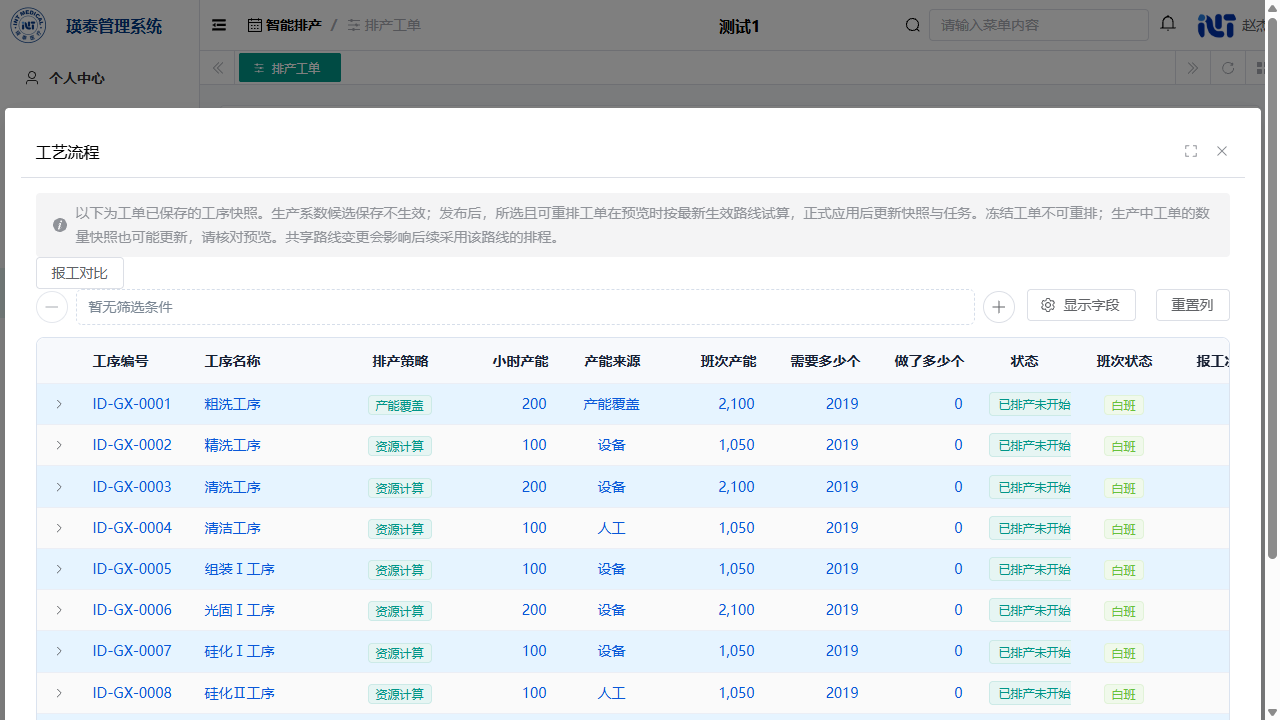 瑛泰管理系统
智能排产 / 排产工单
测试1
请输入菜单内容
个人中心
排产工单
工艺流程
以下为工单已保存的工序快照。生产系数候选保存不生效；发布后，所选且可重排工单在预览时按最新生效路线试算，正式应用后更新快照与任务。冻结工单不可重排；生产中工单的数
量快照也可能更新，请核对预览。共享路线变更会影响后续采用该路线的排程。
报工对比
暂无筛选条件
显示字段
重置列
工序编号 工序名称 排产策略 小时产能 产能来源 班次产能 需要多少个 做了多少个 状态 班次状态
ID-GX-0001 粗洗工序 产能覆盖 200 产能覆盖 2,100 2019 0 已排产未开始 白班
ID-GX-0002 精洗工序 资源计算 100 设备 1,050 2019 0 已排产未开始 白班
ID-GX-0003 清洗工序 资源计算 200 设备 2,100 2019 0 已排产未开始 白班
ID-GX-0004 清洁工序 资源计算 100 人工 1,050 2019 0 已排产未开始 白班
ID-GX-0005 组装Ⅰ工序 资源计算 100 设备 1,050 2019 0 已排产未开始 白班
ID-GX-0006 光固Ⅰ工序 资源计算 200 设备 2,100 2019 0 已排产未开始 白班
ID-GX-0007 硅化Ⅰ工序 资源计算 100 设备 1,050 2019 0 已排产未开始 白班
ID-GX-0008 硅化Ⅱ工序 资源计算 100 人工 1,050 2019 0 已排产未开始 白班